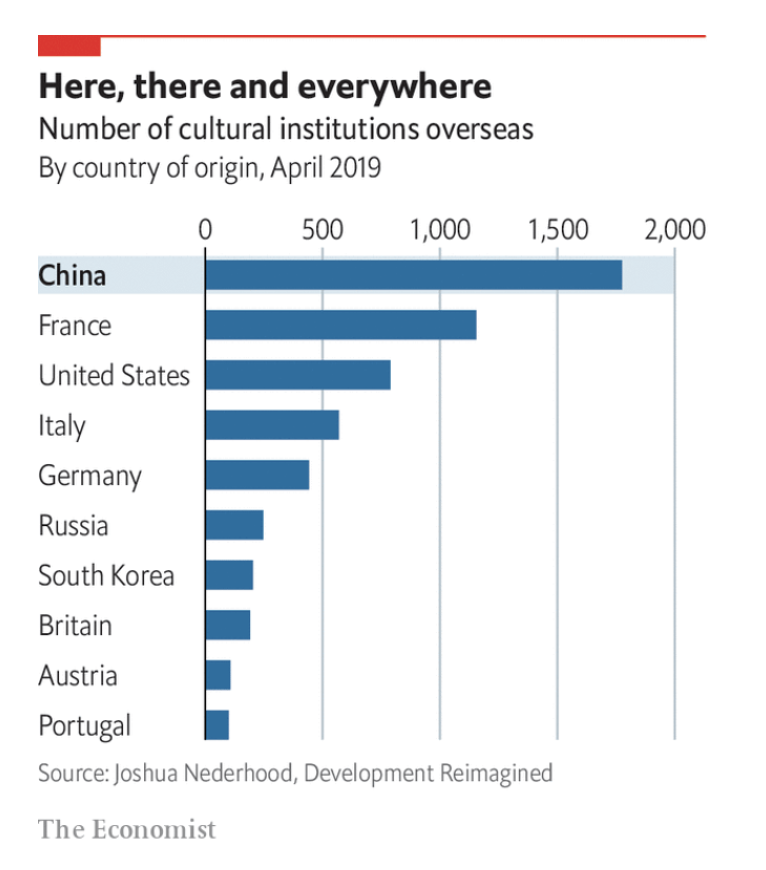 Here, there and everywhere
Number of cultural institutions overseas
By country of origin, April 2019
0 500 1,000 1,500 2,000
China
France
United States
Italy
Germany
Russia
South Korea
Britain
Austria
Portugal
Source: Joshua Nederhood, Development Reimagined
The Economist